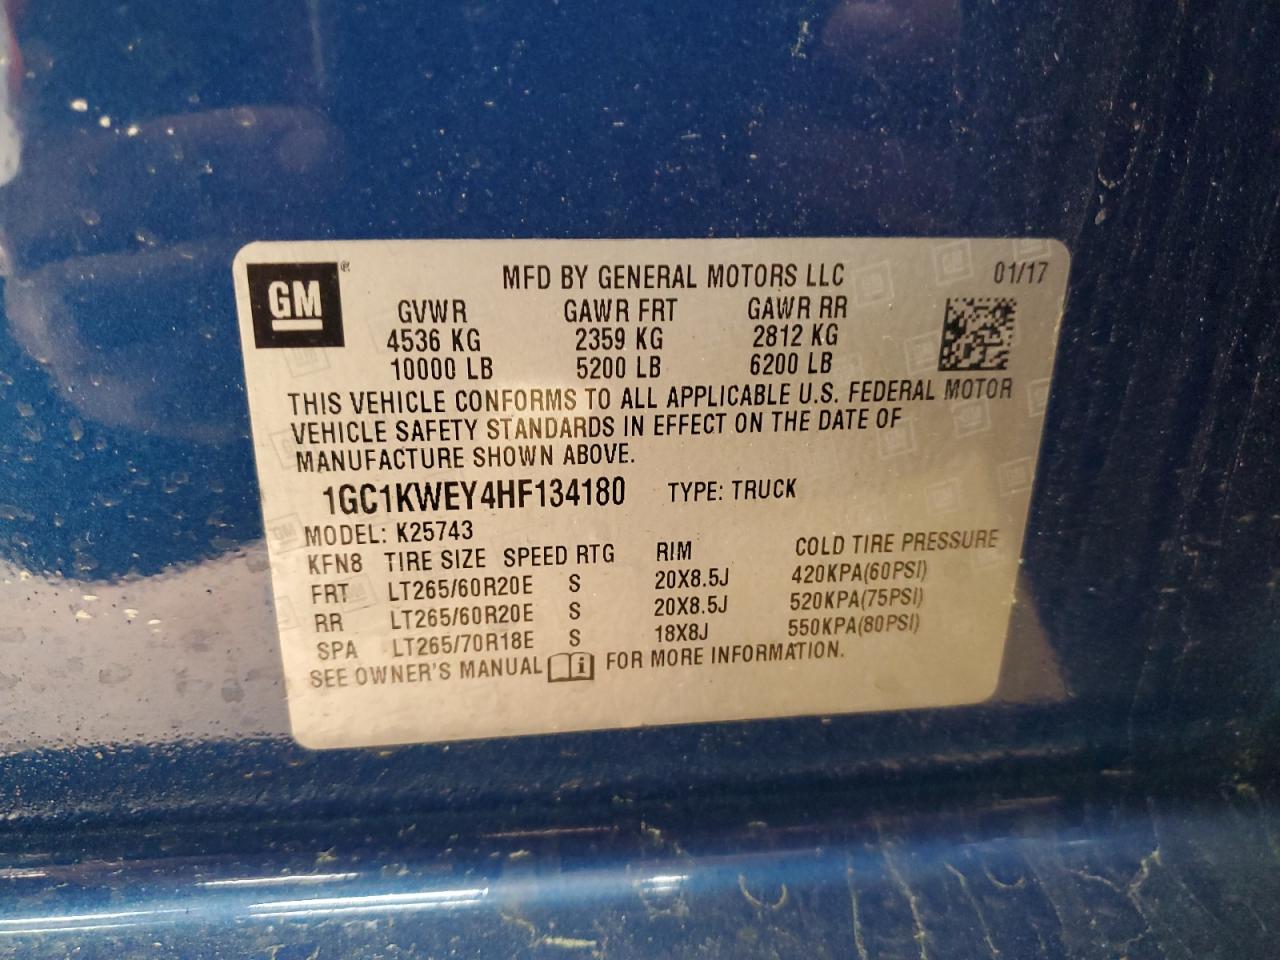 GM ®
MFD BY GENERAL MOTORS LLC 01/17
GVWR GAWR FRT GAWR RR
4536 KG 2359 KG 2812 KG
10000 LB 5200 LB 6200 LB
THIS VEHICLE CONFORMS TO ALL APPLICABLE U.S. FEDERAL MOTOR
VEHICLE SAFETY STANDARDS IN EFFECT ON THE DATE OF
MANUFACTURE SHOWN ABOVE.
1GC1KWEY4HF134180 TYPE: TRUCK
MODEL: K25743
KFN8 TIRE SIZE SPEED RTG RIM COLD TIRE PRESSURE
FRT LT265/60R20E S 20X8.5J 420KPA(60PSI)
RR LT265/60R20E S 20X8.5J 520KPA(75PSI)
SPA LT265/70R18E S 18X8J 550KPA(80PSI)
SEE OWNER'S MANUAL i FOR MORE INFORMATION.